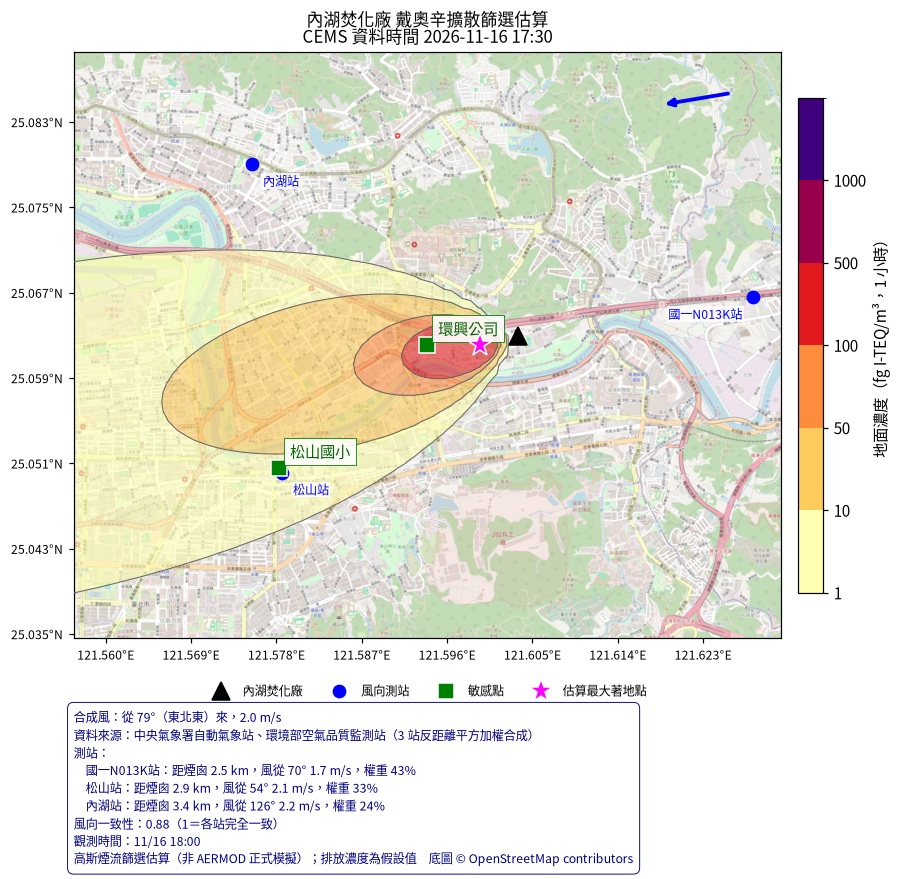 內湖焚化廠 戴奧辛擴散篩選估算
CEMS 資料時間 2026-11-16 17:30
25.083°N
25.075°N
25.067°N
25.059°N
25.051°N
25.043°N
25.035°N
121.560°E
121.569°E
121.578°E
121.587°E
121.596°E
121.605°E
121.614°E
121.623°E
內湖站
國一N013K站
環興公司
松山國小
松山站
1000
500
100
50
10
1
地面濃度（fg I-TEQ/m³，1 小時）
內湖焚化廠
風向測站
敏感點
估算最大著地點
合成風：從 79°（東北東）來，2.0 m/s
資料來源：中央氣象署自動氣象站、環境部空氣品質監測站（3 站反距離平方加權合成）
測站：
國一N013K站：距煙囪 2.5 km，風從 70° 1.7 m/s，權重 43%
松山站：距煙囪 2.9 km，風從 54° 2.1 m/s，權重 33%
內湖站：距煙囪 3.4 km，風從 126° 2.2 m/s，權重 24%
風向一致性：0.88（1＝各站完全一致）
觀測時間：11/16 18:00
高斯煙流篩選估算（非 AERMOD 正式模擬）；排放濃度為假設值　底圖 © OpenStreetMap contributors